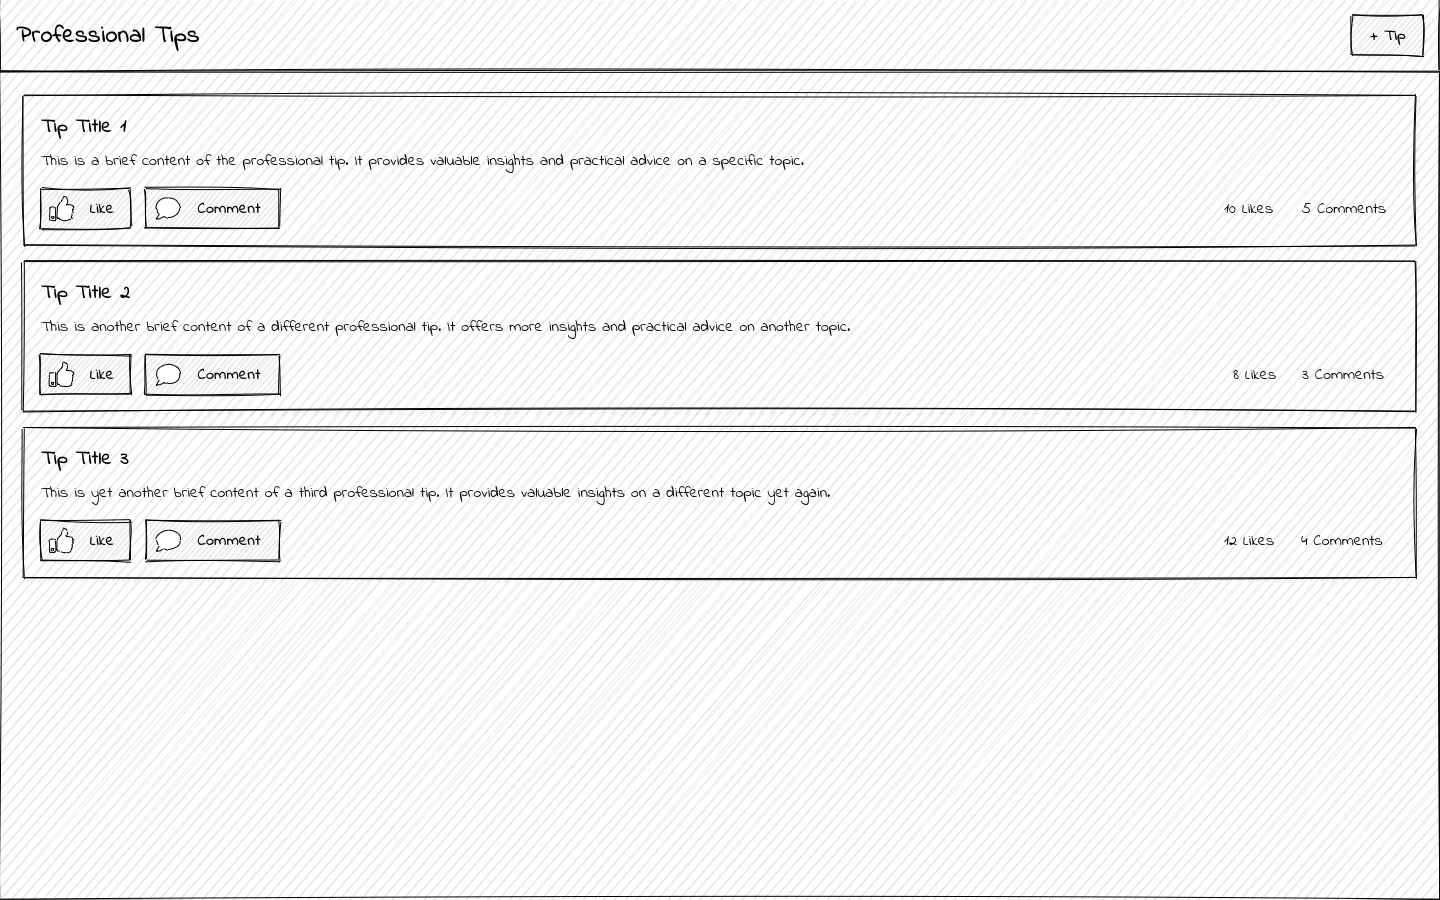 Professional Tips
+ Tip
Tip Title 1
This is a brief content of the professional tip. It provides valuable insights and practical advice on a specific topic.
Like Comment 10 Likes 5 Comments
Tip Title 2
This is another brief content of a different professional tip. It offers more insights and practical advice on another topic.
Like Comment 8 Likes 3 Comments
Tip Title 3
This is yet another brief content of a third professional tip. It provides valuable insights on a different topic yet again.
Like Comment 12 Likes 4 Comments